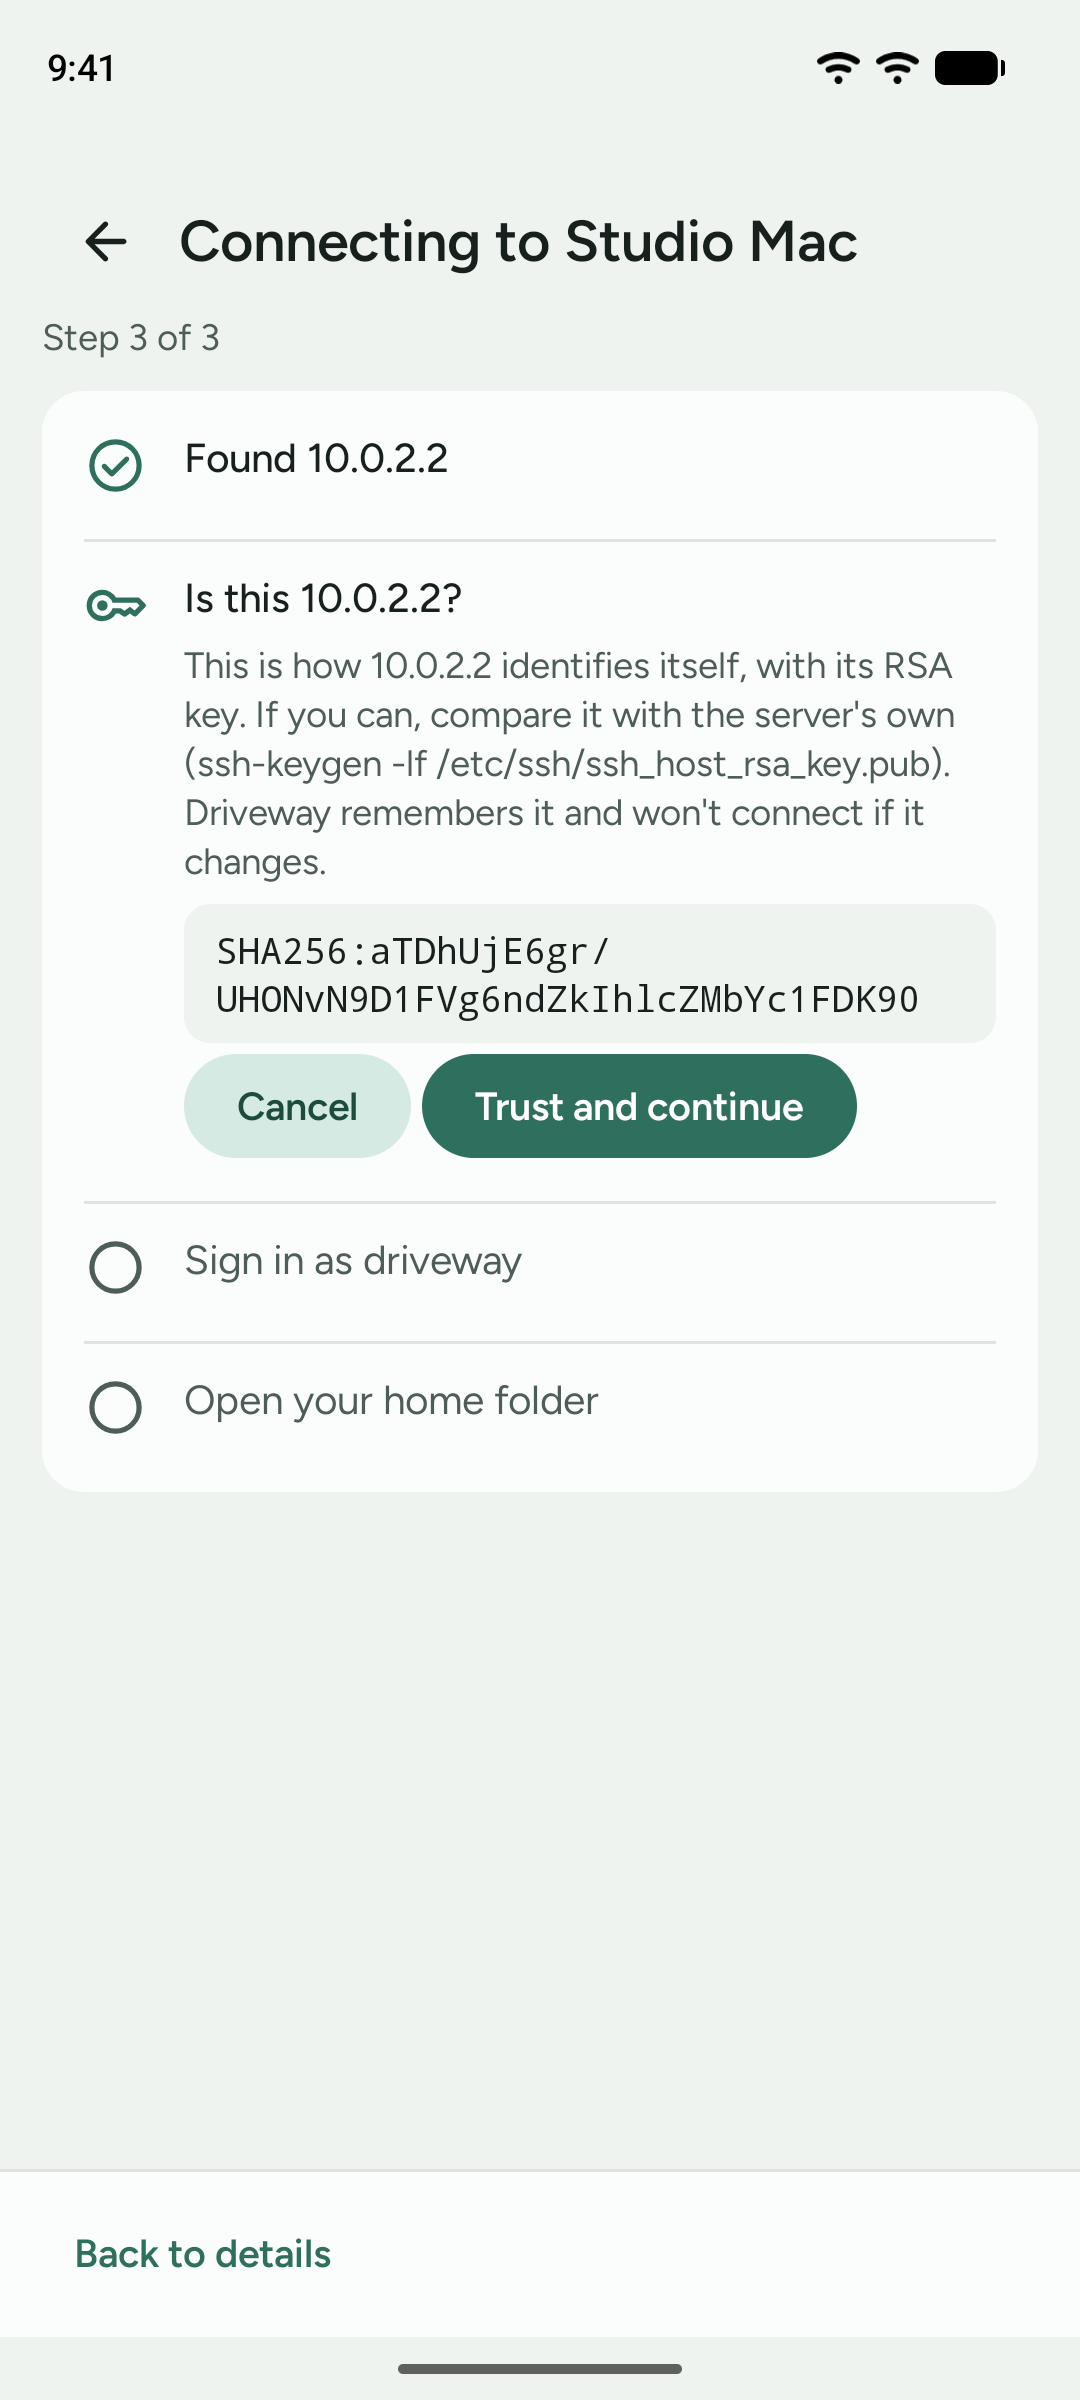 9:41
Connecting to Studio Mac
Step 3 of 3
Found 10.0.2.2
Is this 10.0.2.2?
This is how 10.0.2.2 identifies itself, with its RSA
key. If you can, compare it with the server's own
(ssh-keygen -lf /etc/ssh/ssh_host_rsa_key.pub).
Driveway remembers it and won't connect if it
changes.
SHA256:aTDhUjE6gr/
UHONvN9D1FVg6ndZkIhlcZMbYc1FDK90
Cancel
Trust and continue
Sign in as driveway
Open your home folder
Back to details